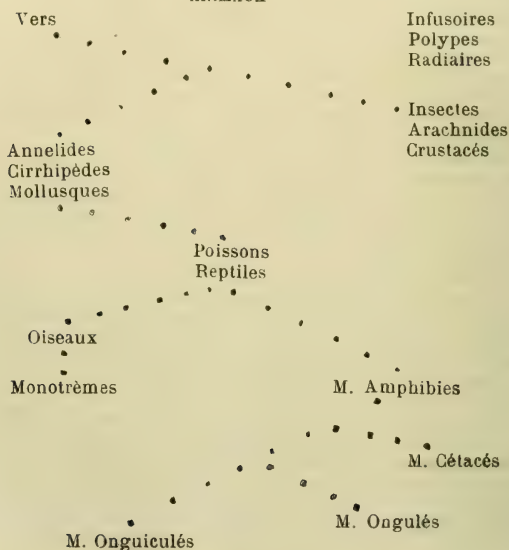 Vers
Infusoires
Polypes
Radiaires
Insectes
Arachnides
Crustacés
Annelides
Cirrhipèdes
Mollusques
Poissons
Reptiles
Oiseaux
Monotrèmes
M. Amphibies
M. Cétacés
M. Ongulés
M. Onguiculés